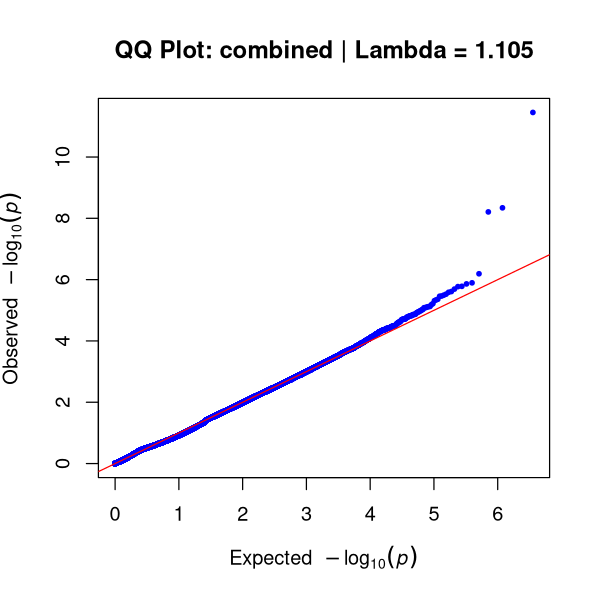 QQ Plot: combined | Lambda = 1.105
Observed −log10(p)
10
8
6
4
2
0
0 1 2 3 4 5 6
Expected −log10(p)